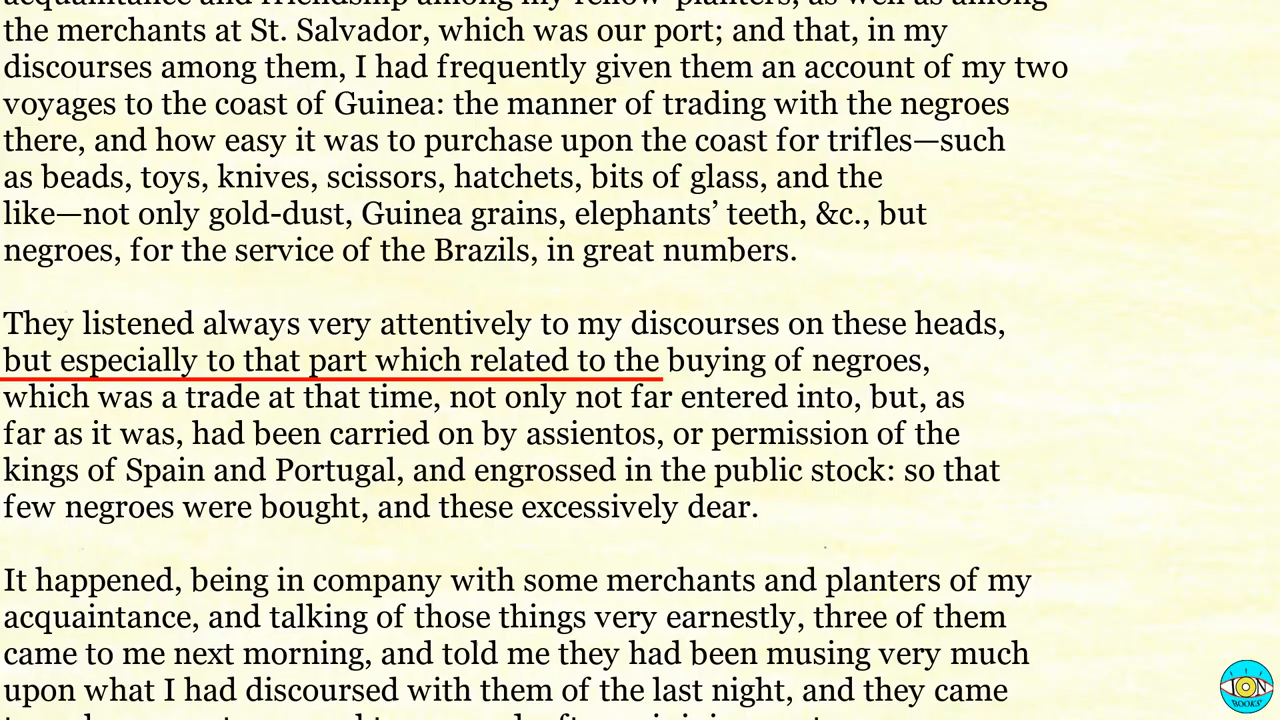 the merchants at St. Salvador, which was our port; and that, in my
discourses among them, I had frequently given them an account of my two
voyages to the coast of Guinea: the manner of trading with the negroes
there, and how easy it was to purchase upon the coast for trifles—such
as beads, toys, knives, scissors, hatchets, bits of glass, and the
like—not only gold-dust, Guinea grains, elephants’ teeth, &c., but
negroes, for the service of the Brazils, in great numbers.
They listened always very attentively to my discourses on these heads,
but especially to that part which related to the buying of negroes,
which was a trade at that time, not only not far entered into, but, as
far as it was, had been carried on by assientos, or permission of the
kings of Spain and Portugal, and engrossed in the public stock: so that
few negroes were bought, and these excessively dear.
It happened, being in company with some merchants and planters of my
acquaintance, and talking of those things very earnestly, three of them
came to me next morning, and told me they had been musing very much
upon what I had discoursed with them of the last night, and they came
ION
BOOKS